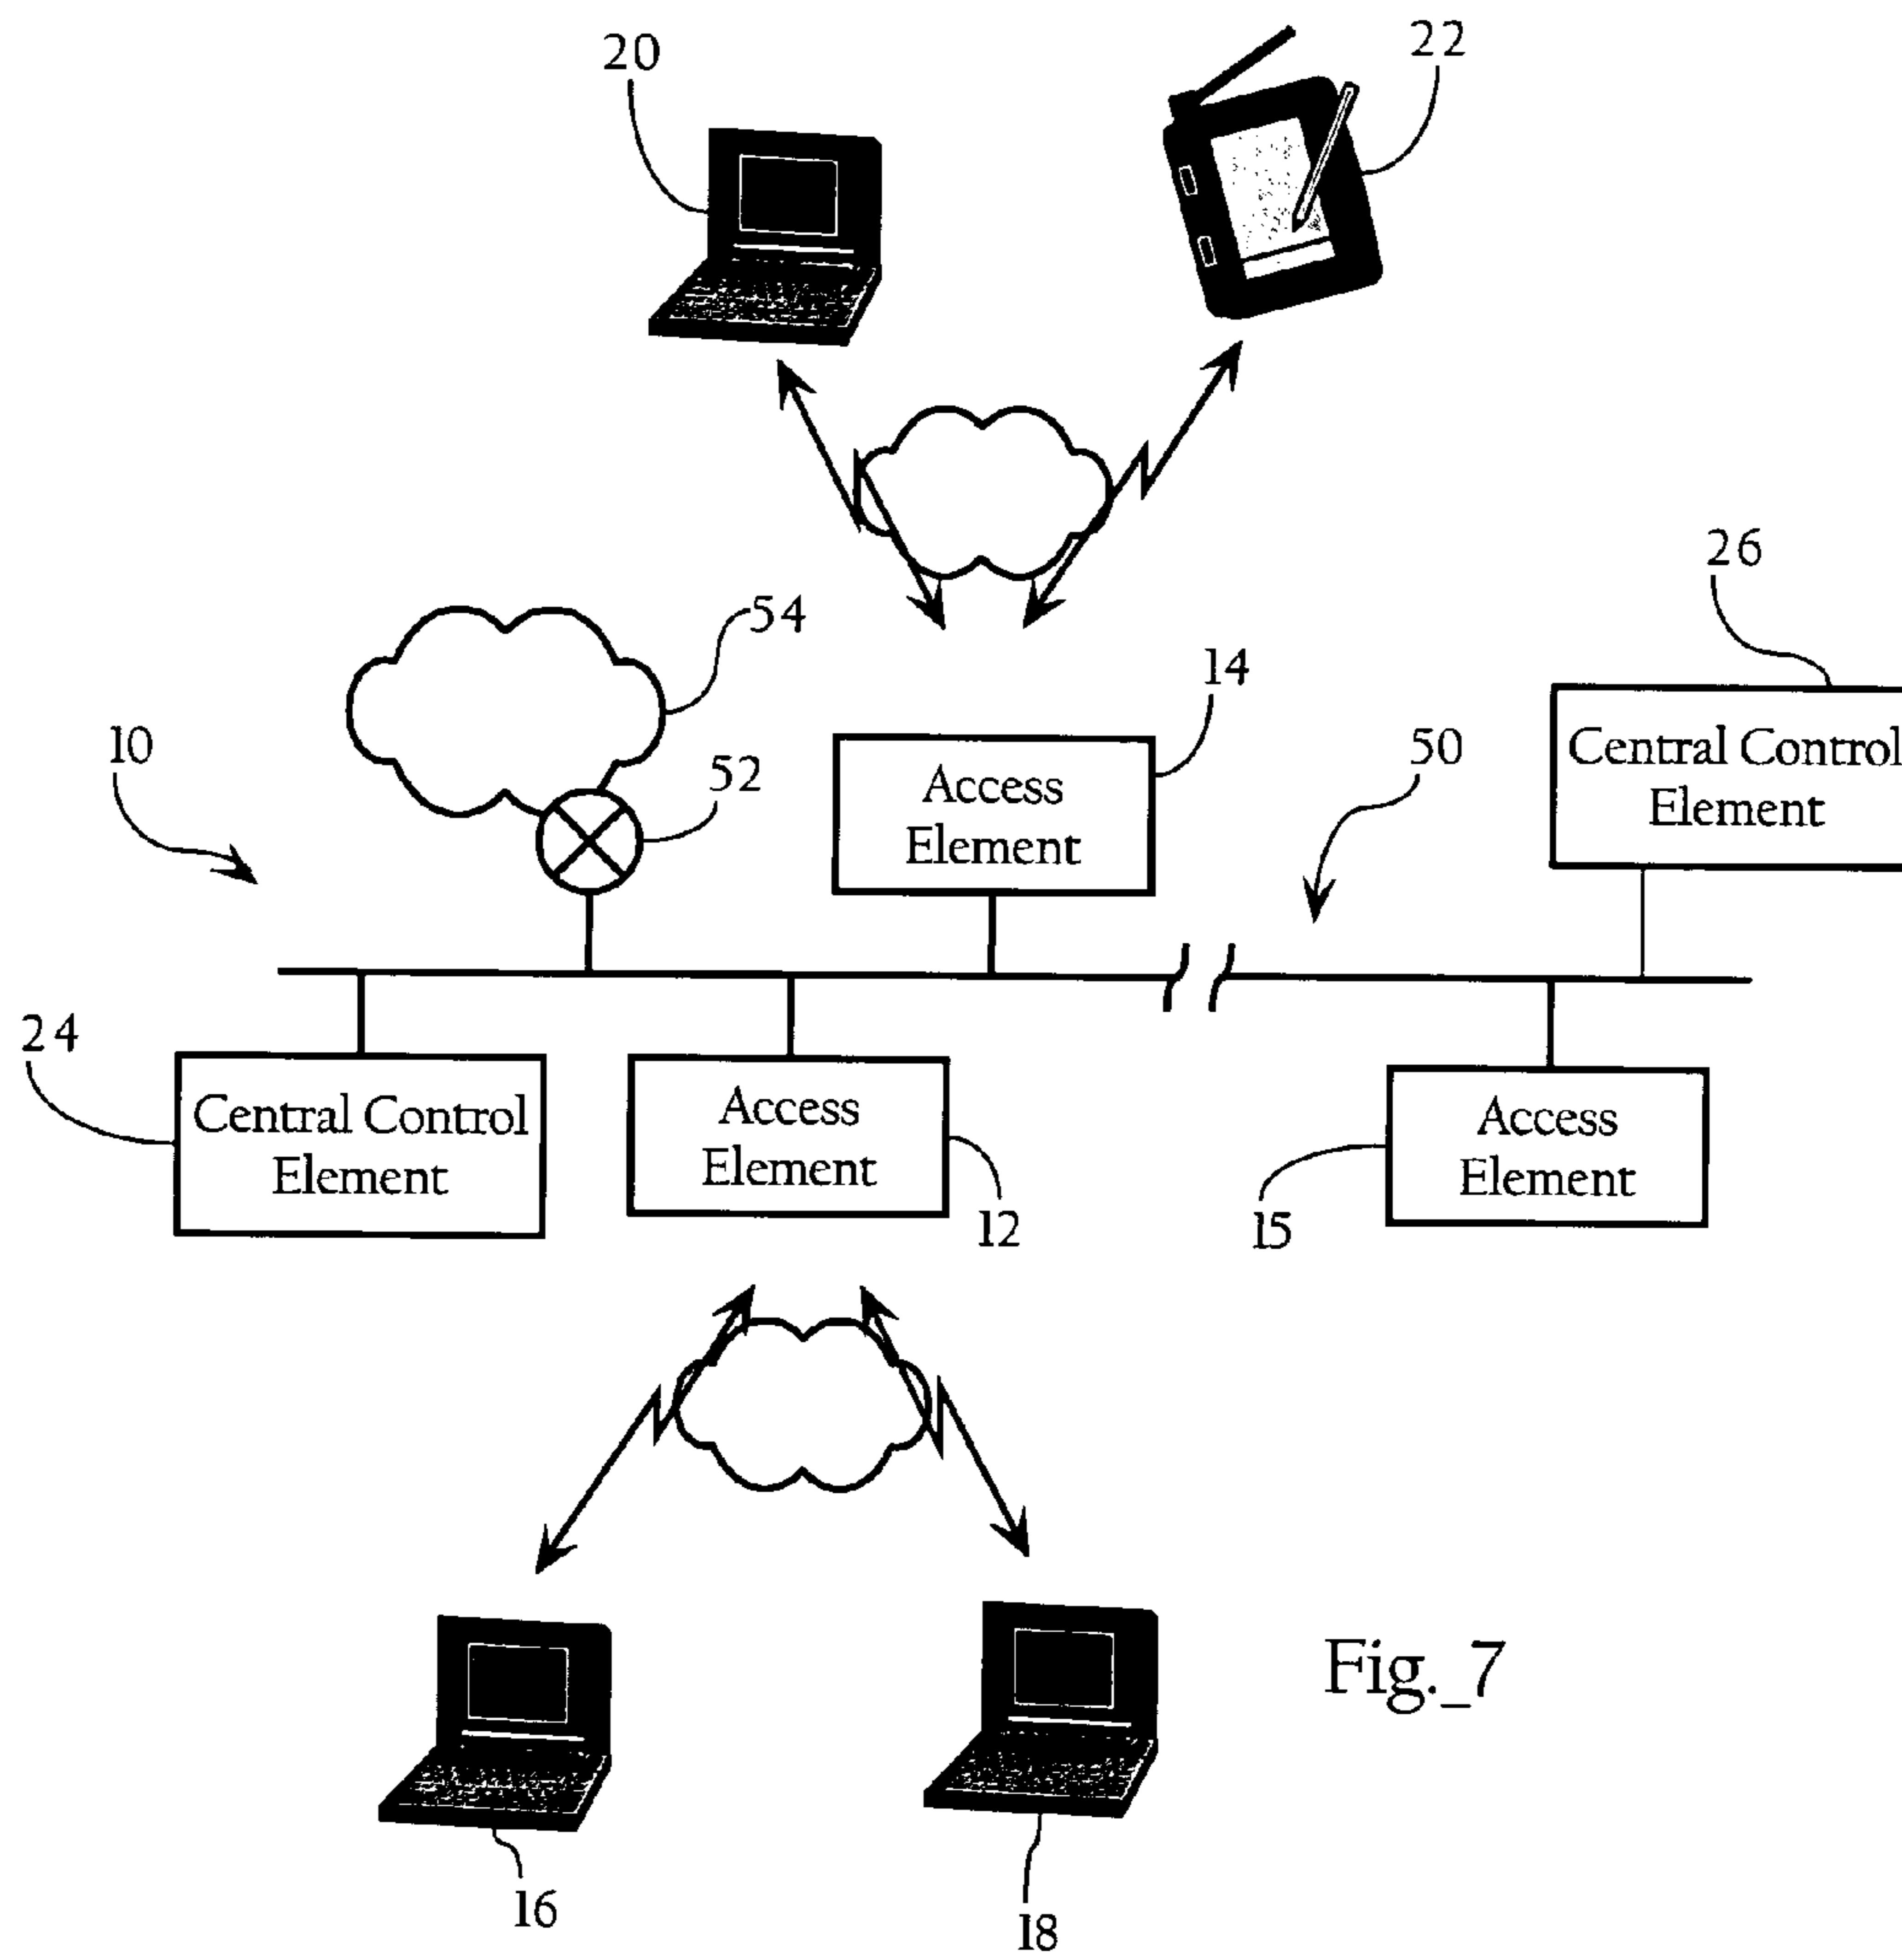 20
22
26
54
14
10
52
50
Central Control
Element
Access
Element
24
Central Control
Element
Access
Element
Access
Element
12
15
Fig._7
16
18